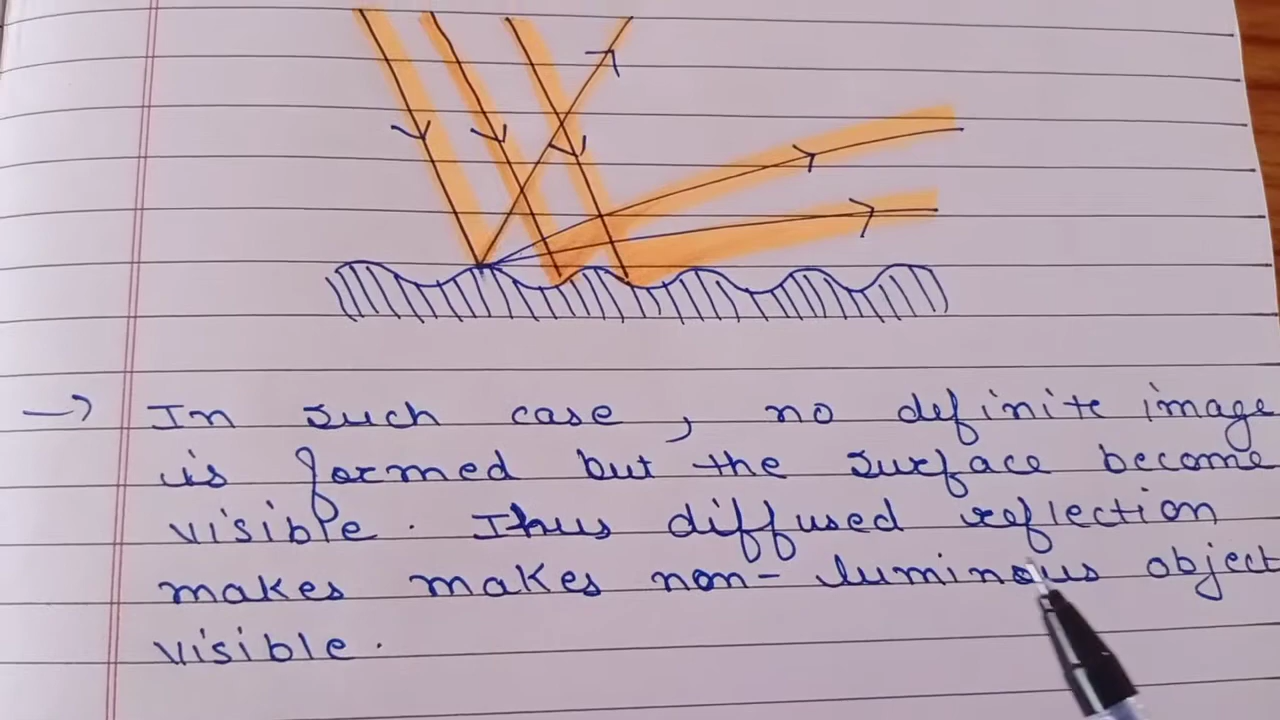 → In such case, no definite image
is formed but the surface become
visible. Thus diffused reflection
makes makes non-luminous object
visible.